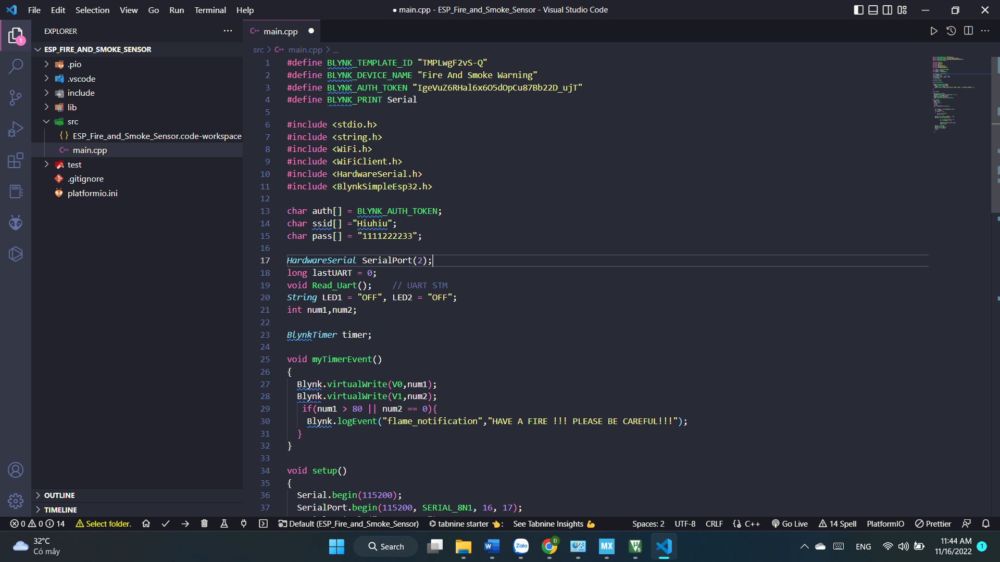 File Edit Selection View Go Run Terminal Help
● main.cpp - ESP_Fire_and_Smoke_Sensor - Visual Studio Code
EXPLORER
ESP_FIRE_AND_SMOKE_SENSOR
.pio
.vscode
include
lib
src
{} ESP_Fire_and_Smoke_Sensor.code-workspace
main.cpp
test
.gitignore
platformio.ini
OUTLINE
TIMELINE
1
main.cpp
src > main.cpp > ...
1 #define BLYNK_TEMPLATE_ID "TMPLWgF2vS-Q"
2 #define BLYNK_DEVICE_NAME "Fire And Smoke Warning"
3 #define BLYNK_AUTH_TOKEN "IgeVuZ6RHal6x6O5dOpCu87Bb22D_ujT"
4 #define BLYNK_PRINT Serial
5
6 #include <stdio.h>
7 #include <string.h>
8 #include <WiFi.h>
9 #include <WiFiClient.h>
10 #include <HardwareSerial.h>
11 #include <BlynkSimpleEsp32.h>
12
13 char auth[] = BLYNK_AUTH_TOKEN;
14 char ssid[] ="Hiuhiu";
15 char pass[] = "1111222233";
16
17 HardwareSerial SerialPort(2);
18 long lastUART = 0;
19 void Read_Uart();    // UART STM
20 String LED1 = "OFF", LED2 = "OFF";
21 int num1,num2;
22
23 BlynkTimer timer;
24
25 void myTimerEvent()
26 {
27   Blynk.virtualWrite(V0,num1);
28   Blynk.virtualWrite(V1,num2);
29    if(num1 > 80 || num2 == 0){
30     Blynk.logEvent("flame_notification","HAVE A FIRE !!! PLEASE BE CAREFUL!!!");
31   }
32 }
33
34 void setup()
35 {
36   Serial.begin(115200);
37   SerialPort.begin(115200, SERIAL_8N1, 16, 17);
0 0 14 Select folder. Default (ESP_Fire_and_Smoke_Sensor) tabnine starter 👈: See Tabnine Insights 💪 Spaces: 2 UTF-8 CRLF {} C++ Go Live 14 Spell PlatformIO Prettier
32°C
Có mây
Search
W
Zalo
Đ
MX
V5
ENG
11:44 AM
11/16/2022
1